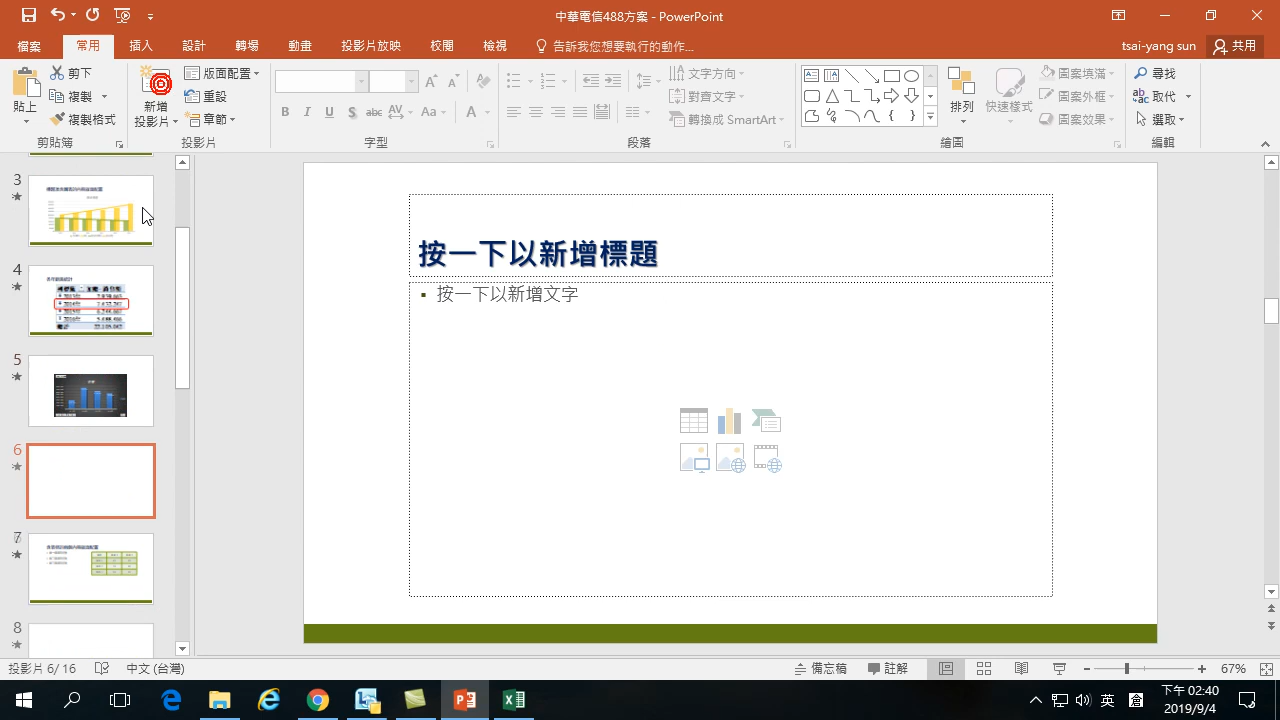 中華電信488方案 - PowerPoint
檔案 常用 插入 設計 轉場 動畫 投影片放映 校閱 檢視 告訴我您想要執行的動作... tsai-yang sun 共用
貼上 剪下 複製 複製格式 剪貼簿
新增投影片 版面配置 重設 章節 投影片
B I U S abc AV Aa A 字型
文字方向 對齊文字 轉換成 SmartArt 段落
排列 快速樣式 圖案填滿 圖案外框 圖案效果 繪圖
尋找 取代 選取 編輯
3
4
5
6
7
8
按一下以新增標題
按一下以新增文字
投影片 6/ 16 中文 (台灣) 備忘稿 註解 67%
英
下午 02:40
2019/9/4